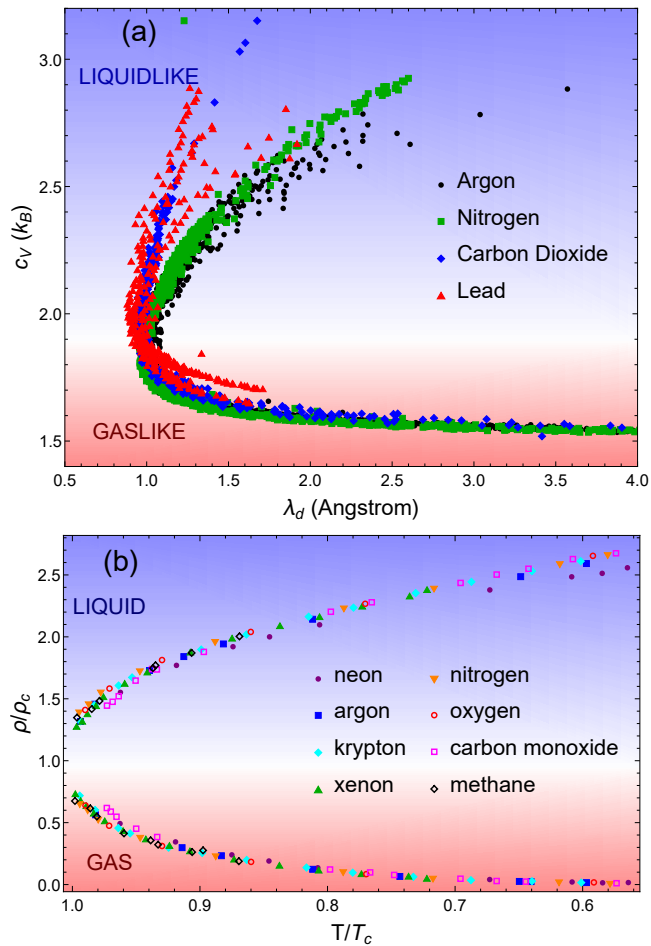 (a)
LIQUIDLIKE
GASLIKE
c_V (k_B)
3.0
2.5
2.0
1.5
Argon
Nitrogen
Carbon Dioxide
Lead
0.5 1.0 1.5 2.0 2.5 3.0 3.5 4.0
λ_d (Angstrom)
(b)
LIQUID
GAS
ρ/ρ_c
2.5
2.0
1.5
1.0
0.5
0.0
neon nitrogen
argon oxygen
krypton carbon monoxide
xenon methane
1.0 0.9 0.8 0.7 0.6
T/T_c